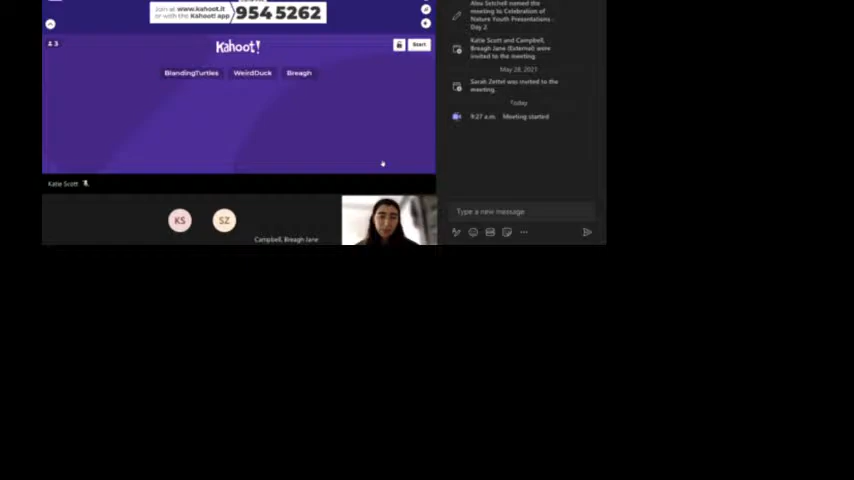 Join at www.kahoot.it
or with the Kahoot! app
954 5262
3
Kahoot!
Start
BlandingTurtles
WeirdDuck
Breagh
Katie Scott
KS
SZ
Campbell, Breagh Jane
Alex Setchell named the
meeting to Celebration of
Nature Youth Presentations -
Day 2.
Katie Scott and Campbell,
Breagh Jane (External) were
invited to the meeting.
May 28, 2021
Sarah Zettel was invited to the
meeting.
Today
9:27 a.m. Meeting started
Type a new message